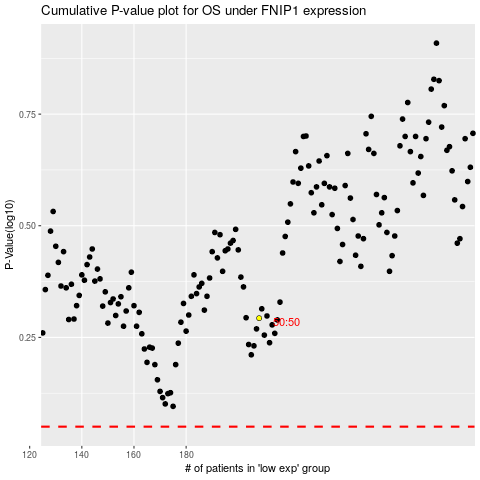 Cumulative P-value plot for OS under FNIP1 expression
P-Value(log10)
0.75
0.50
0.25
50:50
120 140 160 180
# of patients in 'low exp' group